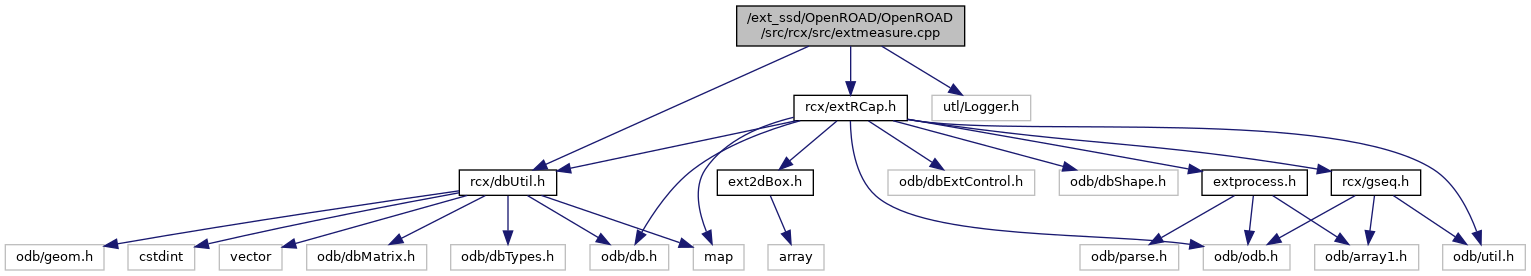 /ext_ssd/OpenROAD/OpenROAD
/src/rcx/src/extmeasure.cpp
rcx/extRCap.h
utl/Logger.h
rcx/dbUtil.h
ext2dBox.h
odb/dbExtControl.h
odb/dbShape.h
extprocess.h
rcx/gseq.h
odb/geom.h
cstdint
vector
odb/dbMatrix.h
odb/dbTypes.h
odb/db.h
map
array
odb/parse.h
odb/odb.h
odb/array1.h
odb/util.h